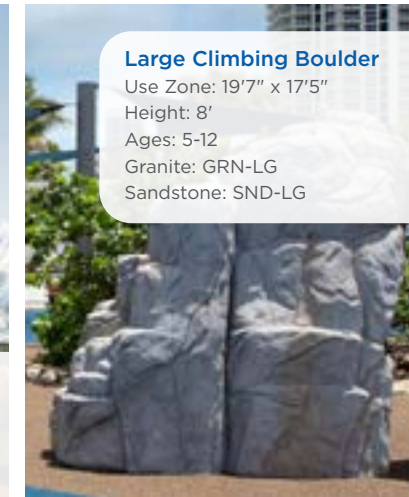 Large Climbing Boulder
Use Zone: 19'7" x 17'5"
Height: 8'
Ages: 5-12
Granite: GRN-LG
Sandstone: SND-LG